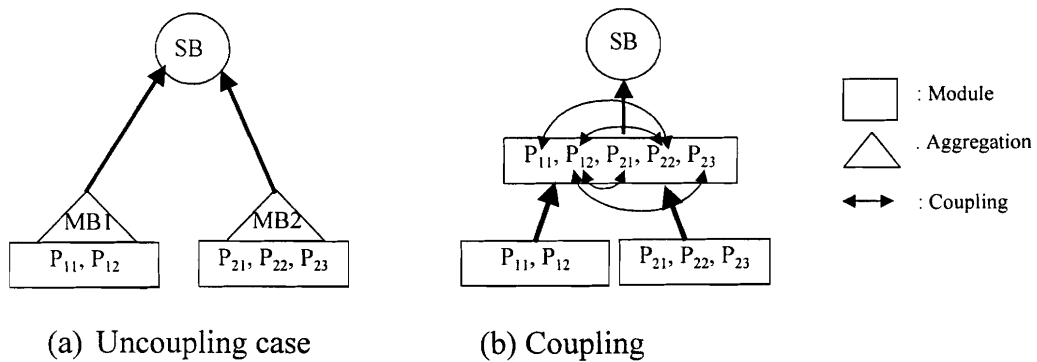 SB
MB1
MB2
P₁₁, P₁₂
P₂₁, P₂₂, P₂₃
(a) Uncoupling case
SB
P₁₁, P₁₂, P₂₁, P₂₂, P₂₃
P₁₁, P₁₂
P₂₁, P₂₂, P₂₃
(b) Coupling
: Module
. Aggregation
: Coupling